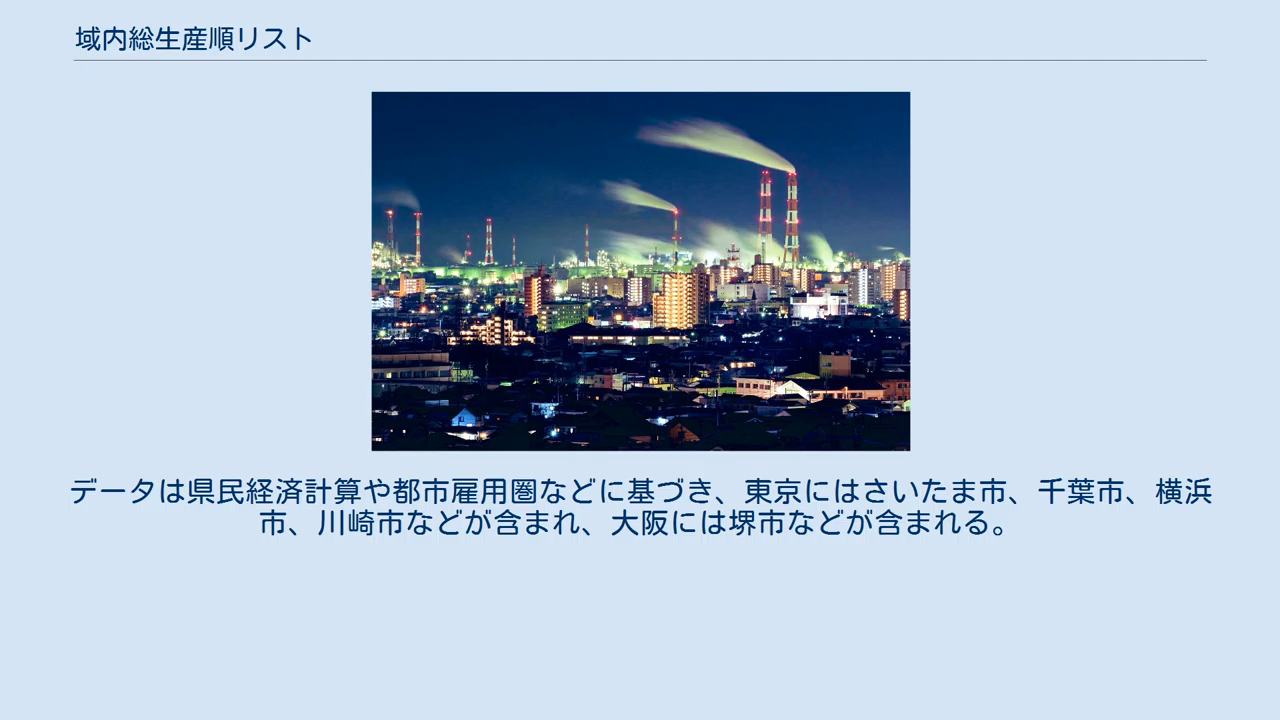 域内総生産順リスト
データは県民経済計算や都市雇用圏などに基づき、東京にはさいたま市、千葉市、横浜
市、川崎市などが含まれ、大阪には堺市などが含まれる。